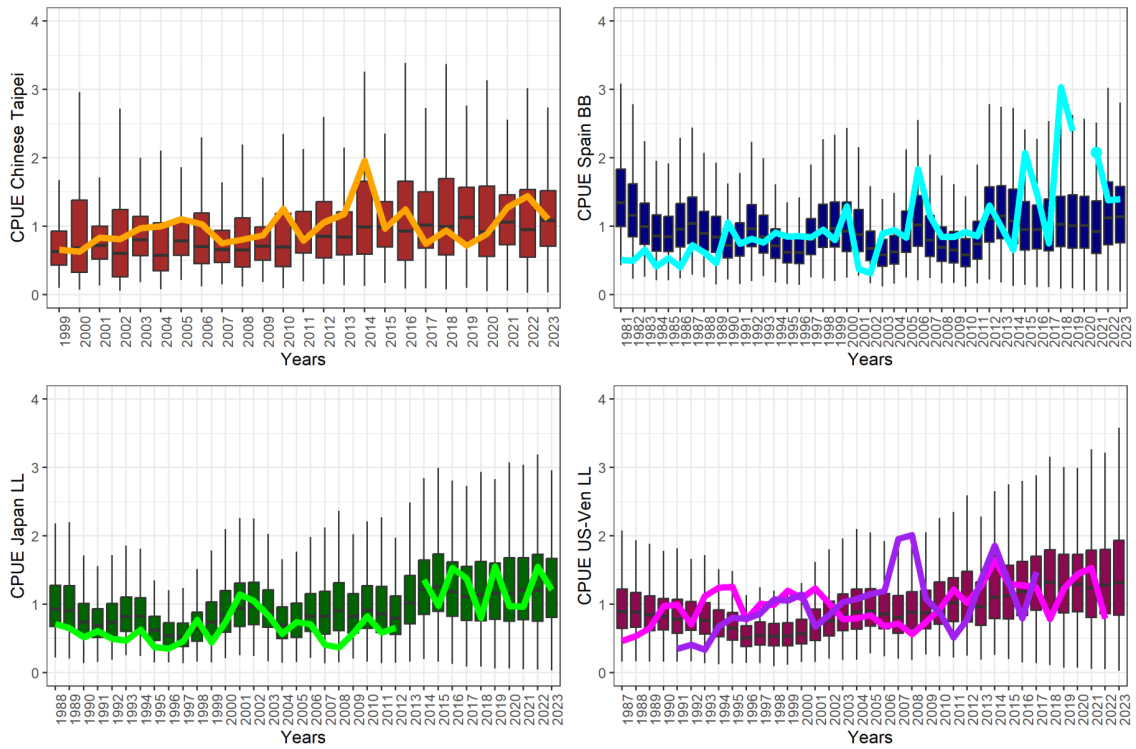 CPUE Chinese Taipei
4
3
2
1
0
1999 2000 2001 2002 2003 2004 2005 2006 2007 2008 2009 2010 2011 2012 2013 2014 2015 2016 2017 2018 2019 2020 2021 2022 2023
Years
CPUE Spain BB
4
3
2
1
0
1981 1982 1983 1984 1985 1986 1987 1988 1989 1990 1991 1992 1993 1994 1995 1996 1997 1998 1999 2000 2001 2002 2003 2004 2005 2006 2007 2008 2009 2010 2011 2012 2013 2014 2015 2016 2017 2018 2019 2020 2021 2022 2023
Years
CPUE Japan LL
4
3
2
1
0
1988 1989 1990 1991 1992 1993 1994 1995 1996 1997 1998 1999 2000 2001 2002 2003 2004 2005 2006 2007 2008 2009 2010 2011 2012 2013 2014 2015 2016 2017 2018 2019 2020 2021 2022 2023
Years
CPUE US-Ven LL
4
3
2
1
0
1987 1988 1989 1990 1991 1992 1993 1994 1995 1996 1997 1998 1999 2000 2001 2002 2003 2004 2005 2006 2007 2008 2009 2010 2011 2012 2013 2014 2015 2016 2017 2018 2019 2020 2021 2022 2023
Years